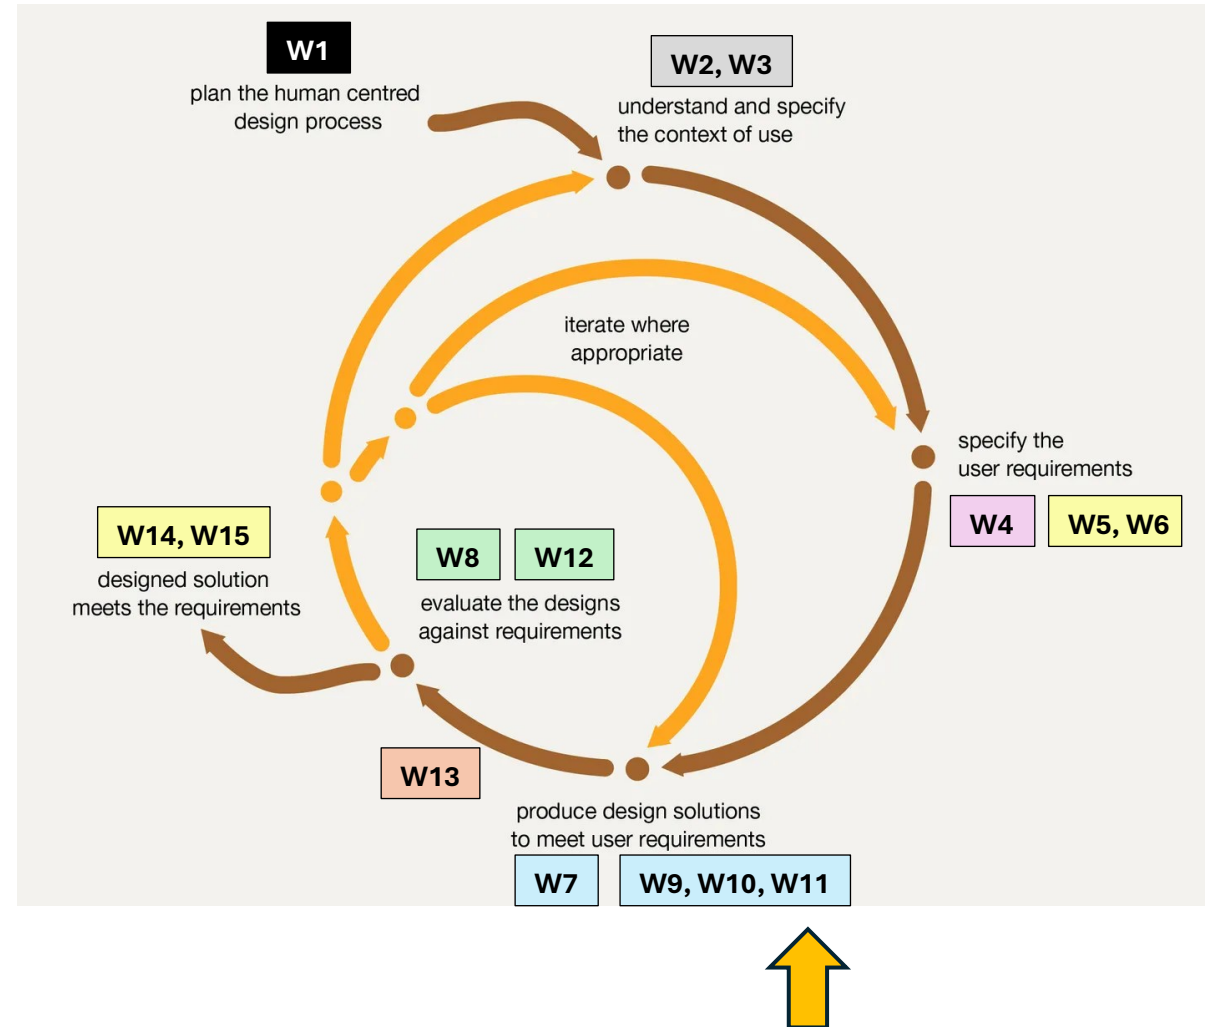 W1
plan the human centred
design process
W2, W3
understand and specify
the context of use
iterate where
appropriate
specify the
user requirements
W4
W5, W6
W14, W15
designed solution
meets the requirements
W8
W12
evaluate the designs
against requirements
W13
produce design solutions
to meet user requirements
W7
W9, W10, W11